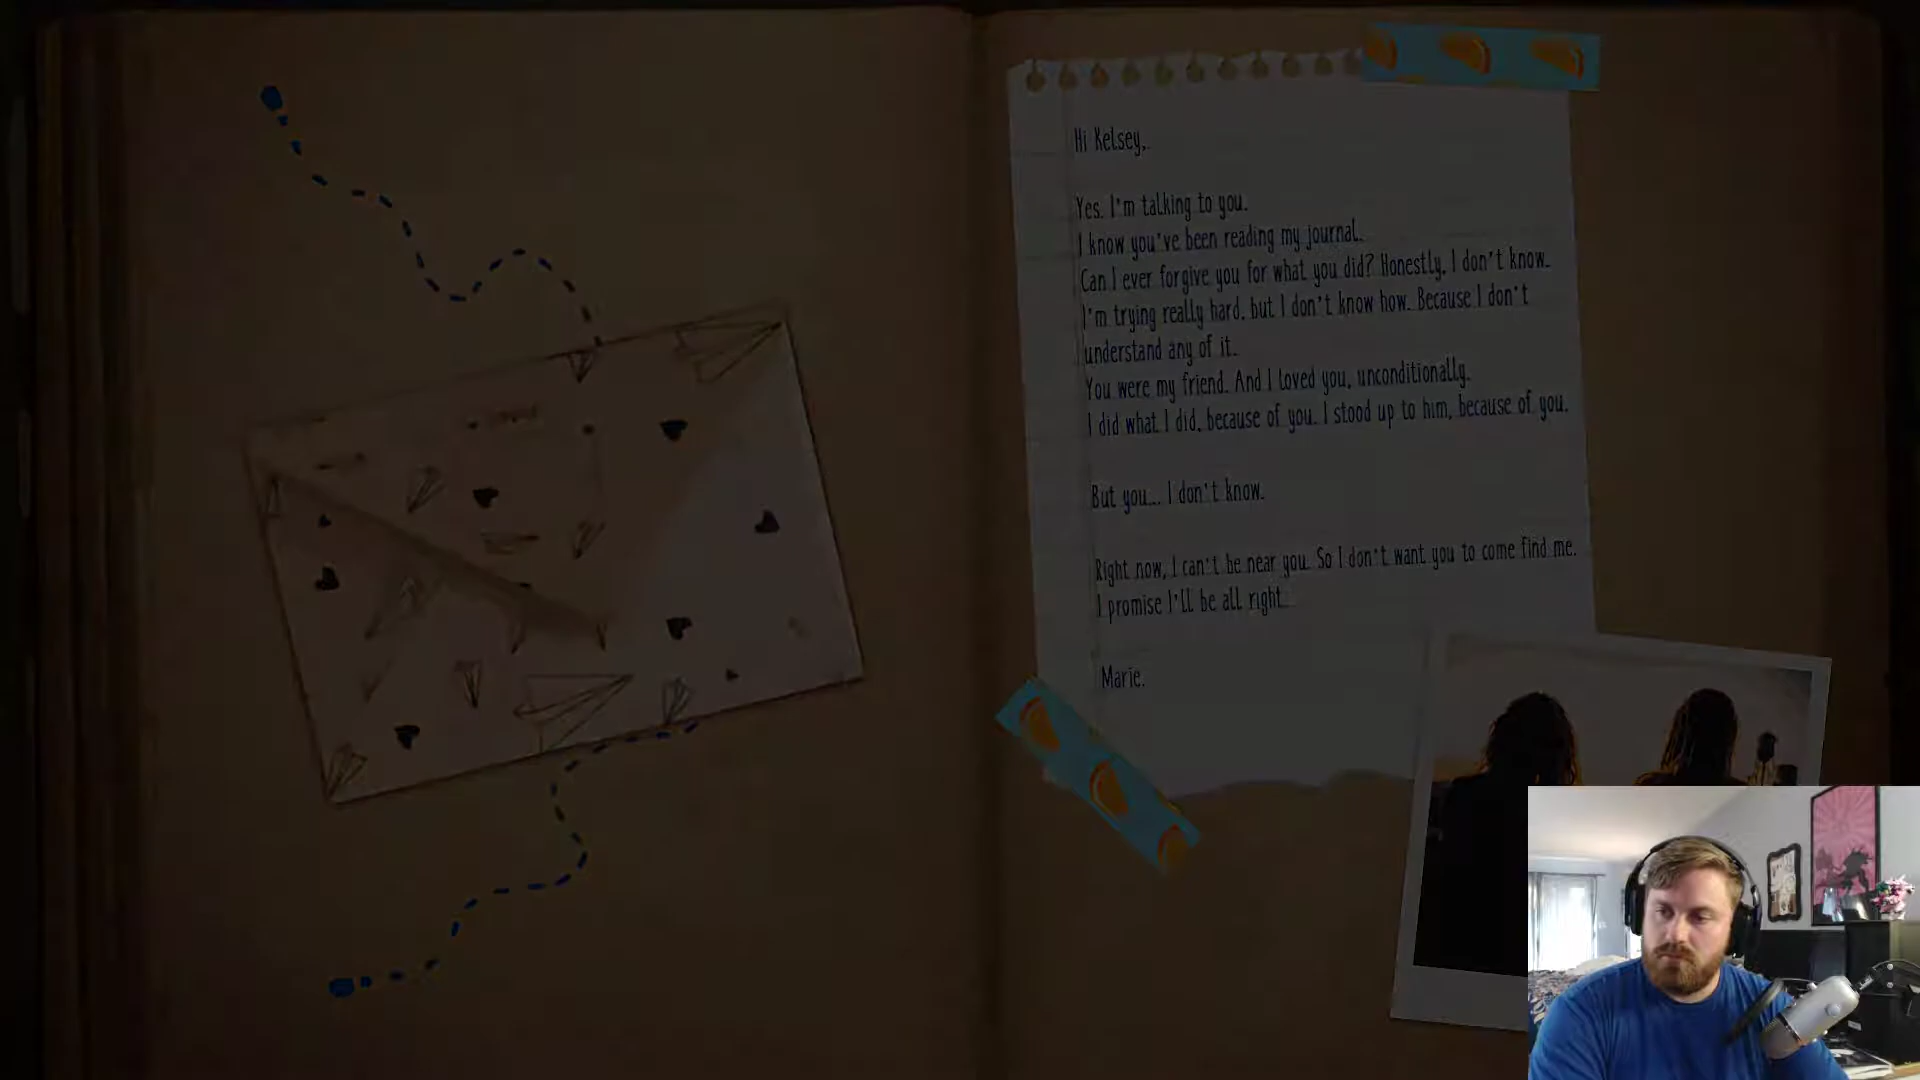 Hi Kelsey,
Yes. I'm talking to you.
I know you've been reading my journal.
Can I ever forgive you for what you did? Honestly, I don't know.
I'm trying really hard, but I don't know how. Because I don't
understand any of it.
You were my friend. And I loved you, unconditionally.
I did what I did, because of you. I stood up to him, because of you.
But you... I don't know.
Right now, I can't be near you. So I don't want you to come find me.
I promise I'll be all right.
Marie.